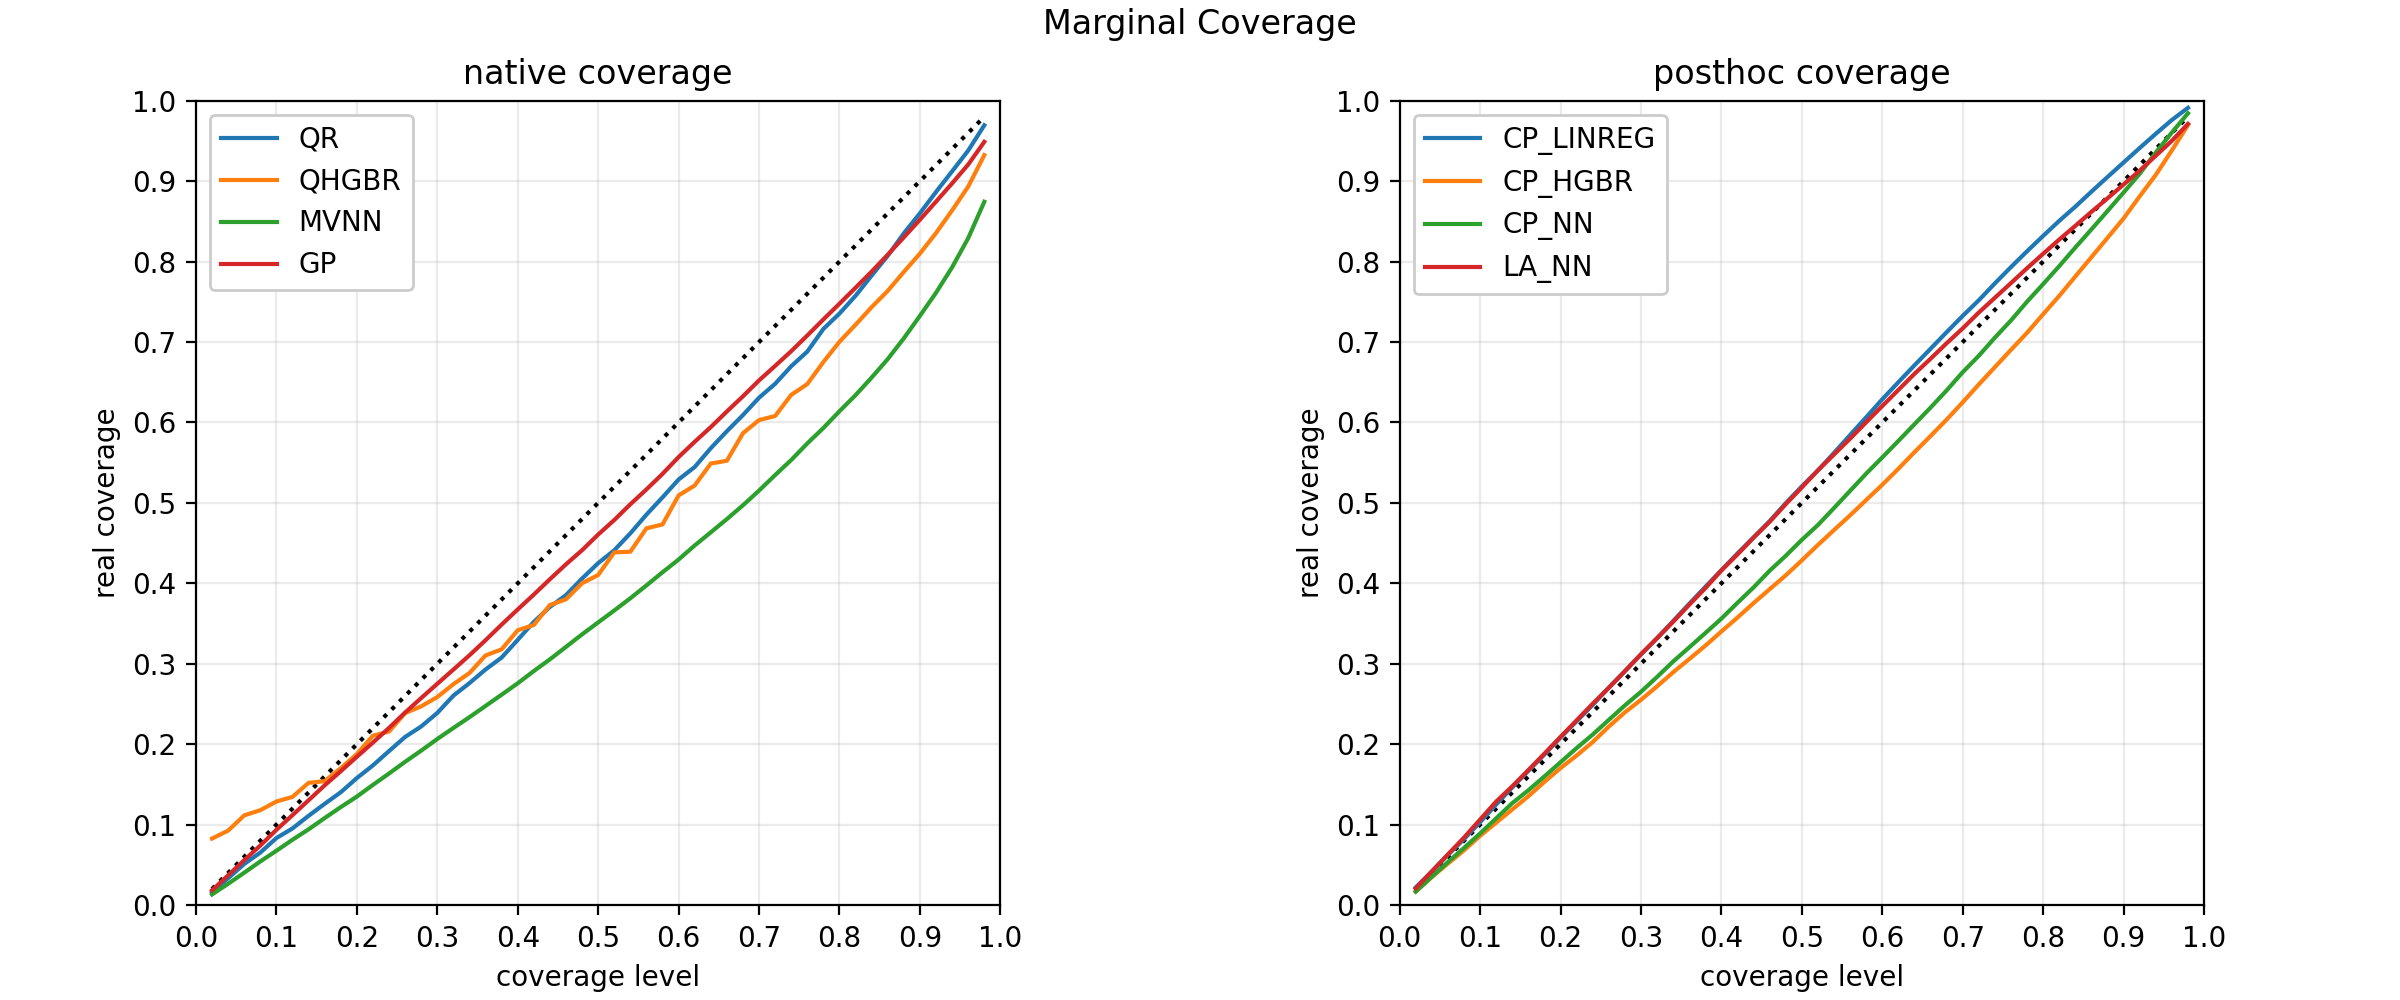 Marginal Coverage
native coverage
1.0
0.9
0.8
0.7
0.6
0.5
0.4
0.3
0.2
0.1
0.0
real coverage
QR
QHGBR
MVNN
GP
0.0 0.1 0.2 0.3 0.4 0.5 0.6 0.7 0.8 0.9 1.0
coverage level
posthoc coverage
1.0
0.9
0.8
0.7
0.6
0.5
0.4
0.3
0.2
0.1
0.0
real coverage
CP_LINREG
CP_HGBR
CP_NN
LA_NN
0.0 0.1 0.2 0.3 0.4 0.5 0.6 0.7 0.8 0.9 1.0
coverage level